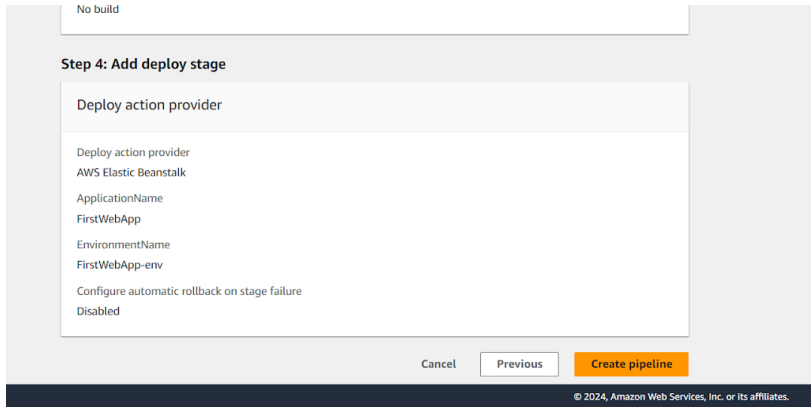 No build
Step 4: Add deploy stage
Deploy action provider
Deploy action provider
AWS Elastic Beanstalk
ApplicationName
FirstWebApp
EnvironmentName
FirstWebApp-env
Configure automatic rollback on stage failure
Disabled
Cancel Previous Create pipeline
© 2024, Amazon Web Services, Inc. or its affiliates.